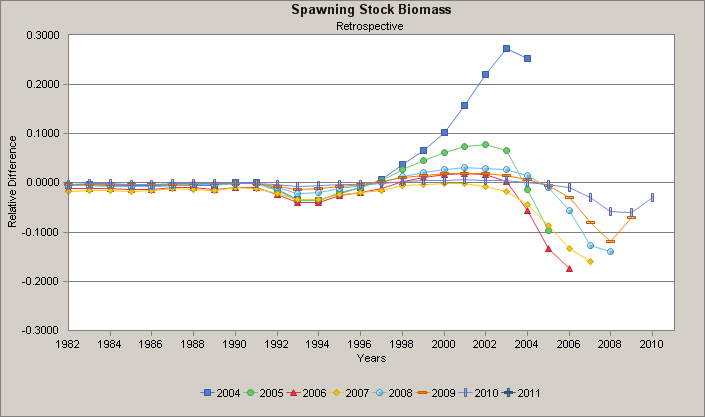 Spawning Stock Biomass
Retrospective
0.3000
0.2000
0.1000
0.0000
-0.1000
-0.2000
-0.3000
Relative Difference
1982 1984 1986 1988 1990 1992 1994 1996 1998 2000 2002 2004 2006 2008 2010
Years
2004 2005 2006 2007 2008 2009 2010 2011